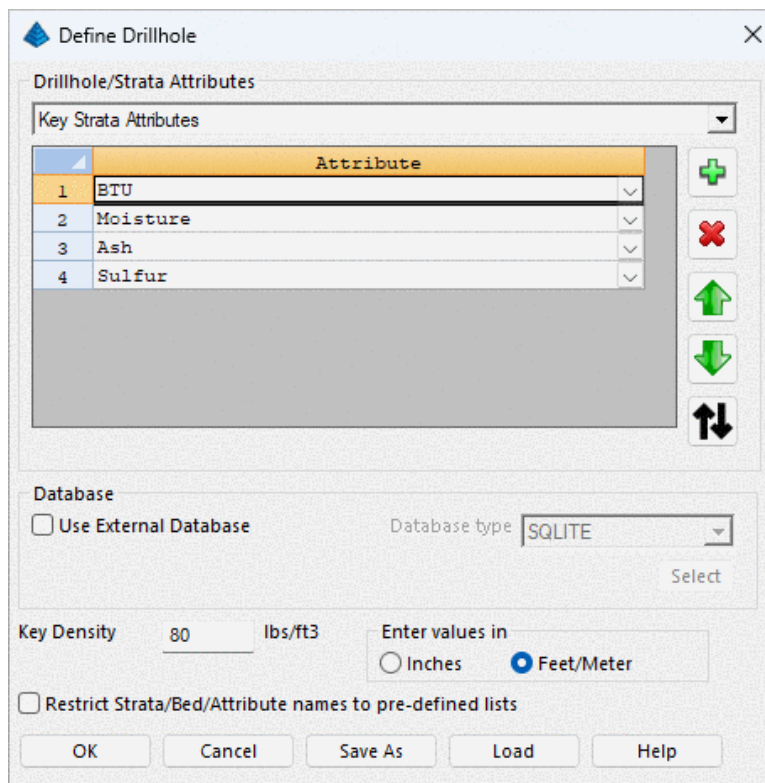 Define Drillhole
Drillhole/Strata Attributes
Key Strata Attributes
Attribute
1 BTU
2 Moisture
3 Ash
4 Sulfur
Database
Use External Database Database type SQLITE
Select
Key Density 80 lbs/ft3 Enter values in
Inches Feet/Meter
Restrict Strata/Bed/Attribute names to pre-defined lists
OK Cancel Save As Load Help